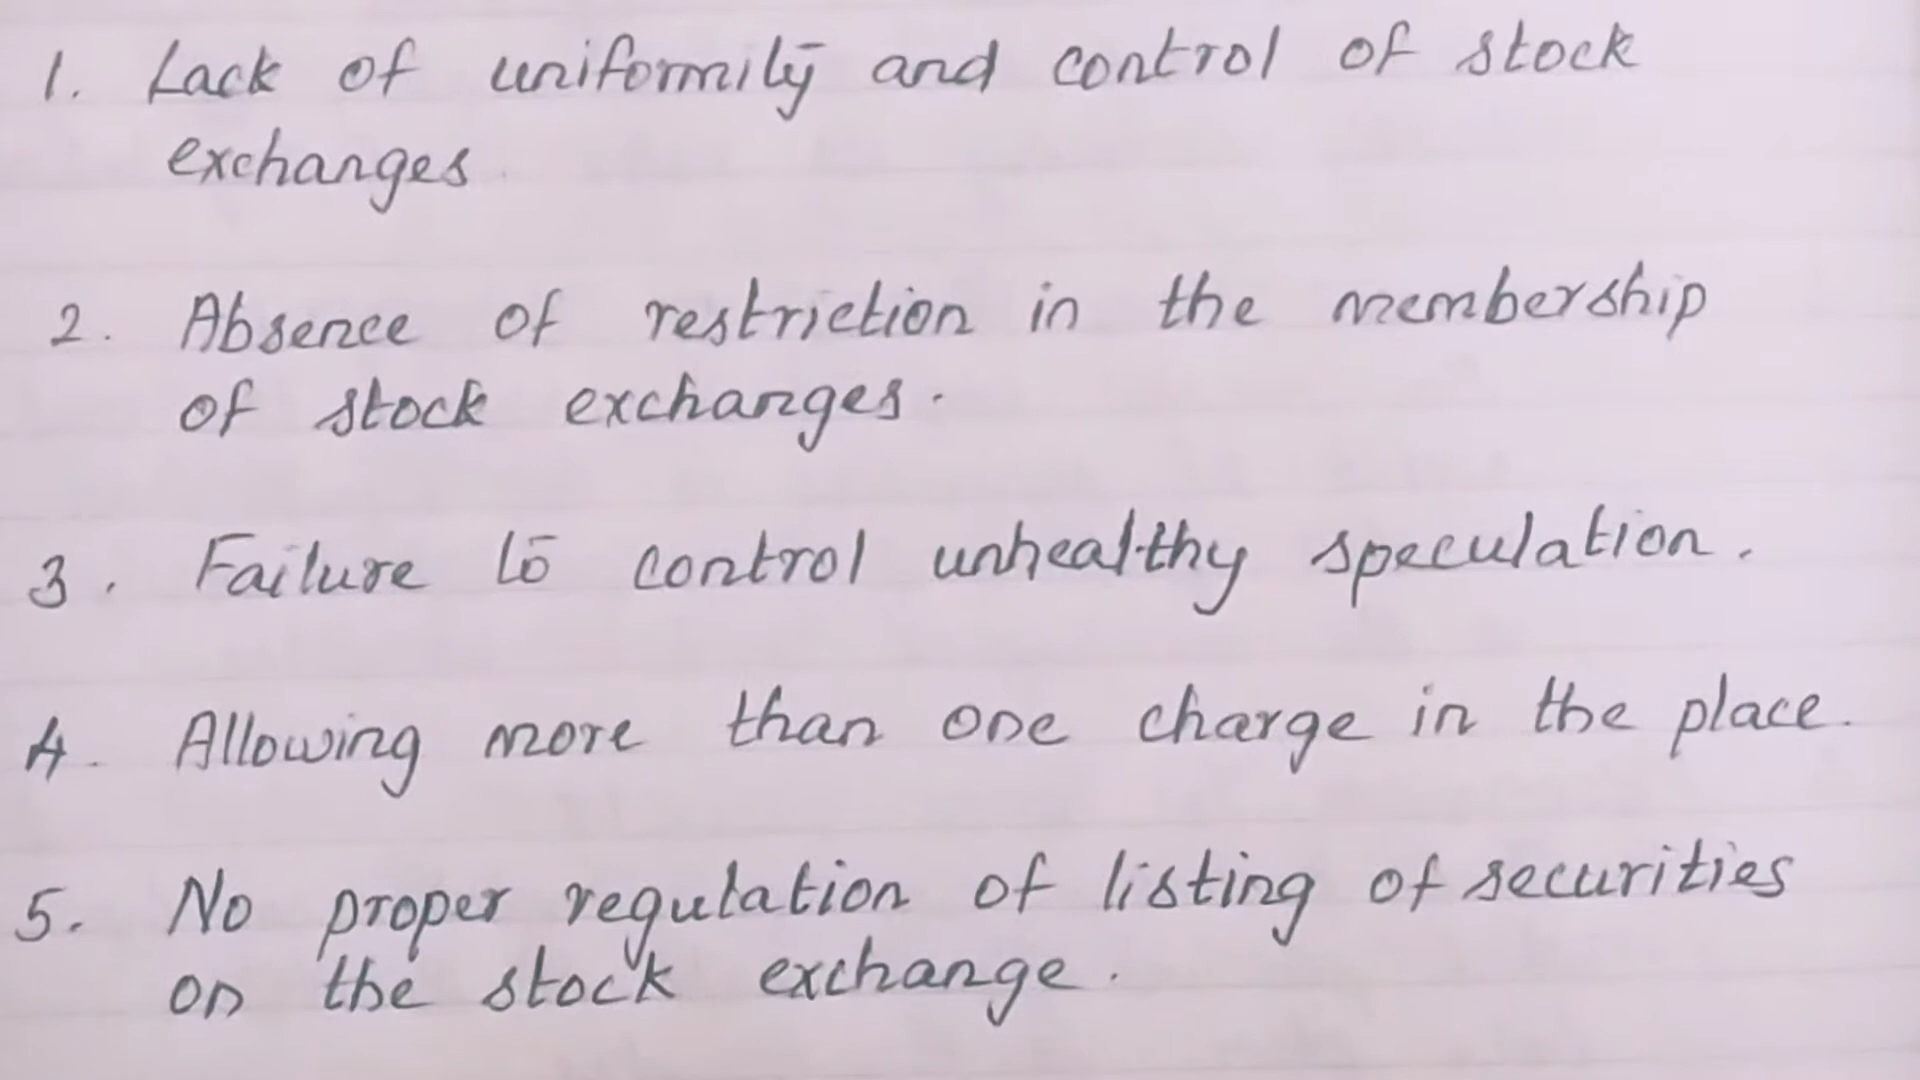 1. Lack of uniformity and control of stock
exchanges.
2. Absence of restriction in the membership
of stock exchanges.
3. Failure to control unhealthy speculation.
4. Allowing more than one charge in the place.
5. No proper regulation of listing of securities
on the stock exchange.